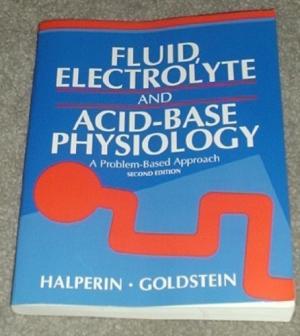 FLUID,
ELECTROLYTE
AND
ACID-BASE
PHYSIOLOGY
A Problem-Based Approach
SECOND EDITION
HALPERIN · GOLDSTEIN